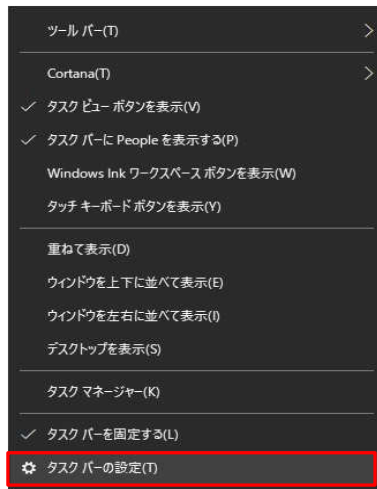 ツール バー(T)
Cortana(T)
タスク ビュー ボタンを表示(V)
タスク バーに People を表示する(P)
Windows Ink ワークスペース ボタンを表示(W)
タッチ キーボード ボタンを表示(Y)
重ねて表示(D)
ウィンドウを上下に並べて表示(E)
ウィンドウを左右に並べて表示(I)
デスクトップを表示(S)
タスク マネージャー(K)
タスク バーを固定する(L)
タスク バーの設定(T)